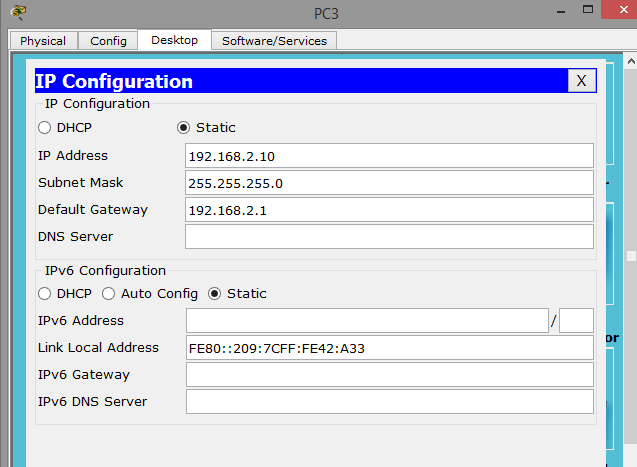 PC3
Physical Config Desktop Software/Services
IP Configuration X
IP Configuration
DHCP Static
IP Address 192.168.2.10
Subnet Mask 255.255.255.0
Default Gateway 192.168.2.1
DNS Server
IPv6 Configuration
DHCP Auto Config Static
IPv6 Address /
Link Local Address FE80::209:7CFF:FE42:A33
IPv6 Gateway
IPv6 DNS Server